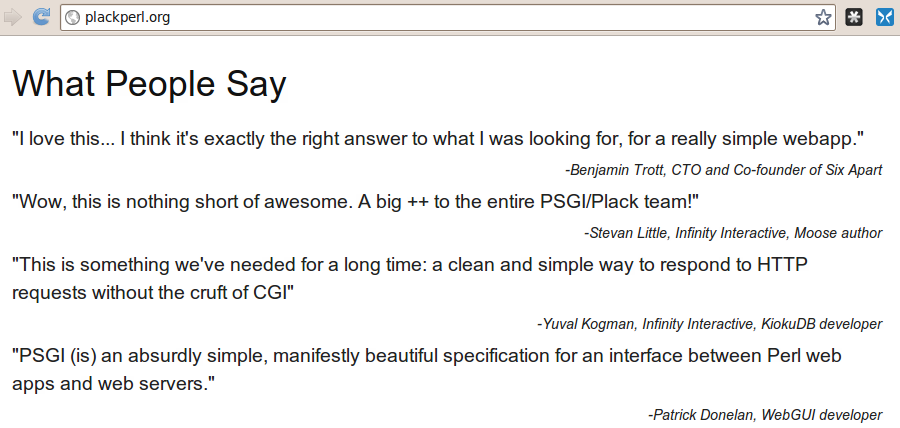 plackperl.org
What People Say
"I love this... I think it's exactly the right answer to what I was looking for, for a really simple webapp."
-Benjamin Trott, CTO and Co-founder of Six Apart
"Wow, this is nothing short of awesome. A big ++ to the entire PSGI/Plack team!"
-Stevan Little, Infinity Interactive, Moose author
"This is something we've needed for a long time: a clean and simple way to respond to HTTP
requests without the cruft of CGI"
-Yuval Kogman, Infinity Interactive, KiokuDB developer
"PSGI (is) an absurdly simple, manifestly beautiful specification for an interface between Perl web
apps and web servers."
-Patrick Donelan, WebGUI developer